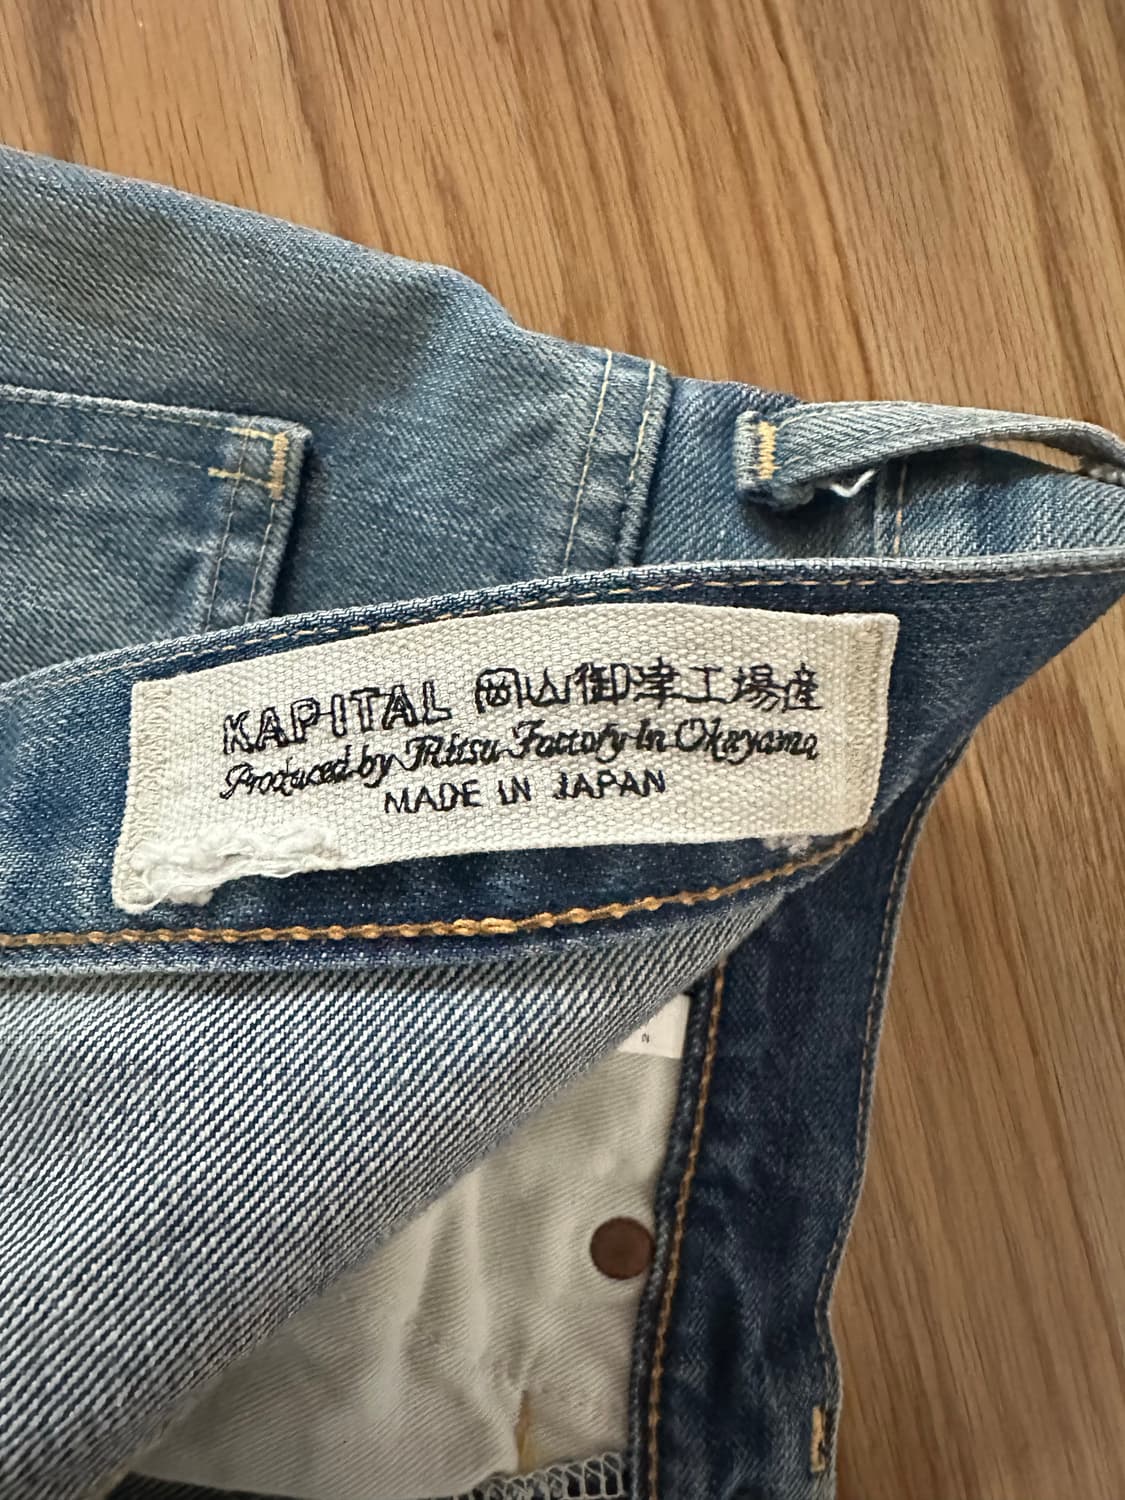 KAPITAL 岡山御津工場産
Produced by Mitsu Factory In Okayama
MADE IN JAPAN